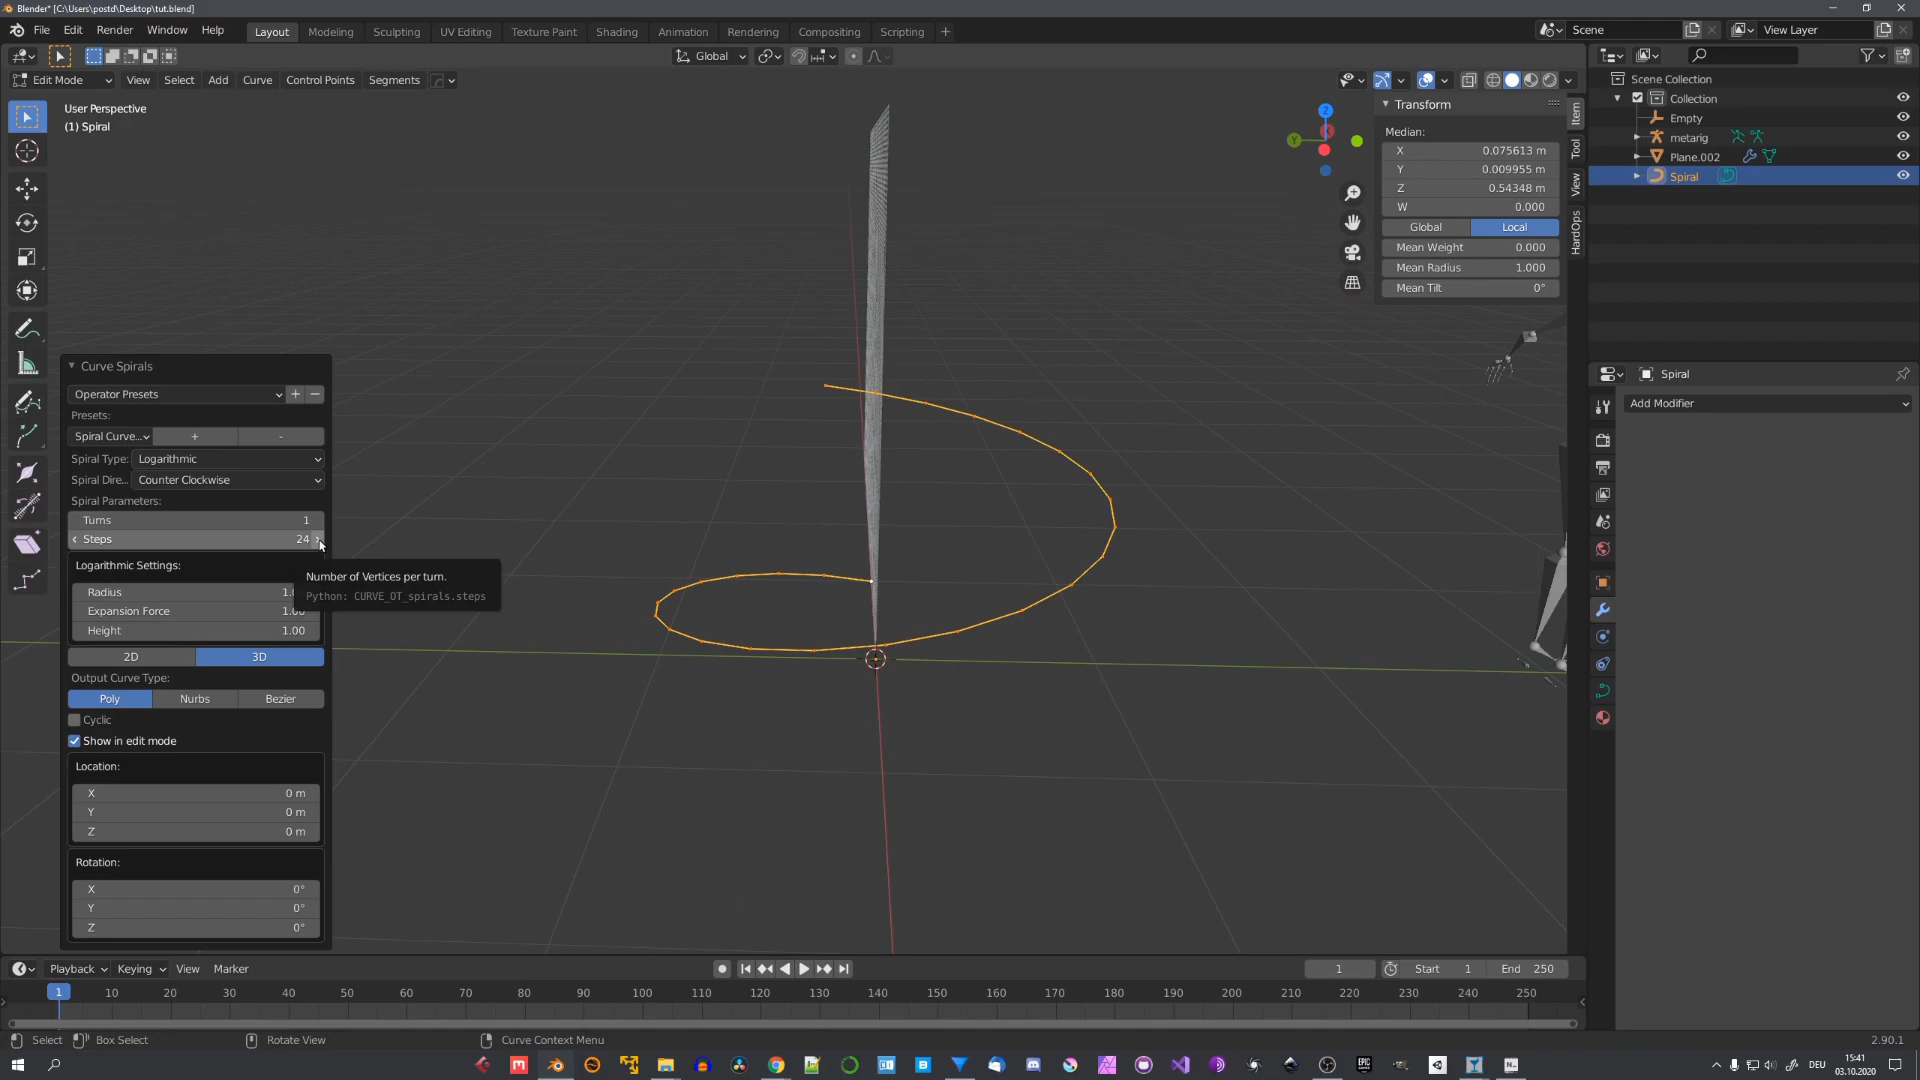 Blender* [C:\Users\postd\Desktop\tut.blend]
File Edit Render Window Help Layout Modeling Sculpting UV Editing Texture Paint Shading Animation Rendering Compositing Scripting + Scene View Layer
Global
Edit Mode View Select Add Curve Control Points Segments
User Perspective
(1) Spiral
Transform
Median:
X 0.075613 m
Y 0.009955 m
Z 0.54348 m
W 0.000
Global Local
Mean Weight 0.000
Mean Radius 1.000
Mean Tilt 0°
Item
Tool
View
HardOps
Z
Y
Scene Collection
Collection
Empty
metarig
Plane.002
Spiral
Spiral
Add Modifier
Curve Spirals
Operator Presets + −
Presets:
Spiral Curve... + -
Spiral Type: Logarithmic
Spiral Dire... Counter Clockwise
Spiral Parameters:
Turns 1
Steps 24
Logarithmic Settings:
Radius 1.0
Expansion Force 1.00
Height 1.00
Number of Vertices per turn.
Python: CURVE_OT_spirals.steps
2D 3D
Output Curve Type:
Poly Nurbs Bezier
Cyclic
Show in edit mode
Location:
X 0 m
Y 0 m
Z 0 m
Rotation:
X 0°
Y 0°
Z 0°
Playback Keying View Marker 1 Start 1 End 250
1 10 20 30 40 50 60 70 80 90 100 110 120 130 140 150 160 170 180 190 200 210 220 230 240 250
Select Box Select Rotate View Curve Context Menu 2.90.1
DEU
15:41
03.10.2020